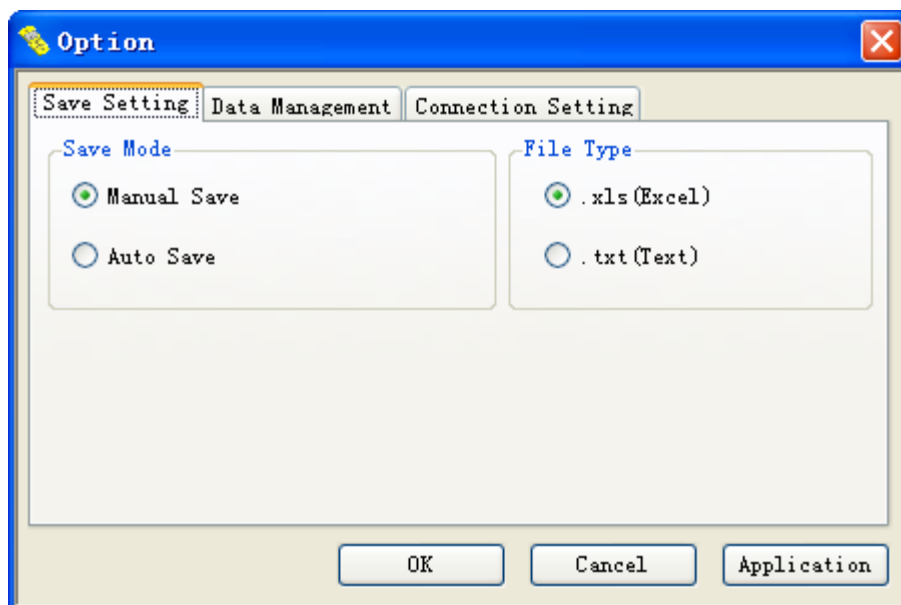 Option
Save Setting Data Management Connection Setting
Save Mode File Type
Manual Save .xls(Excel)
Auto Save .txt(Text)
OK Cancel Application